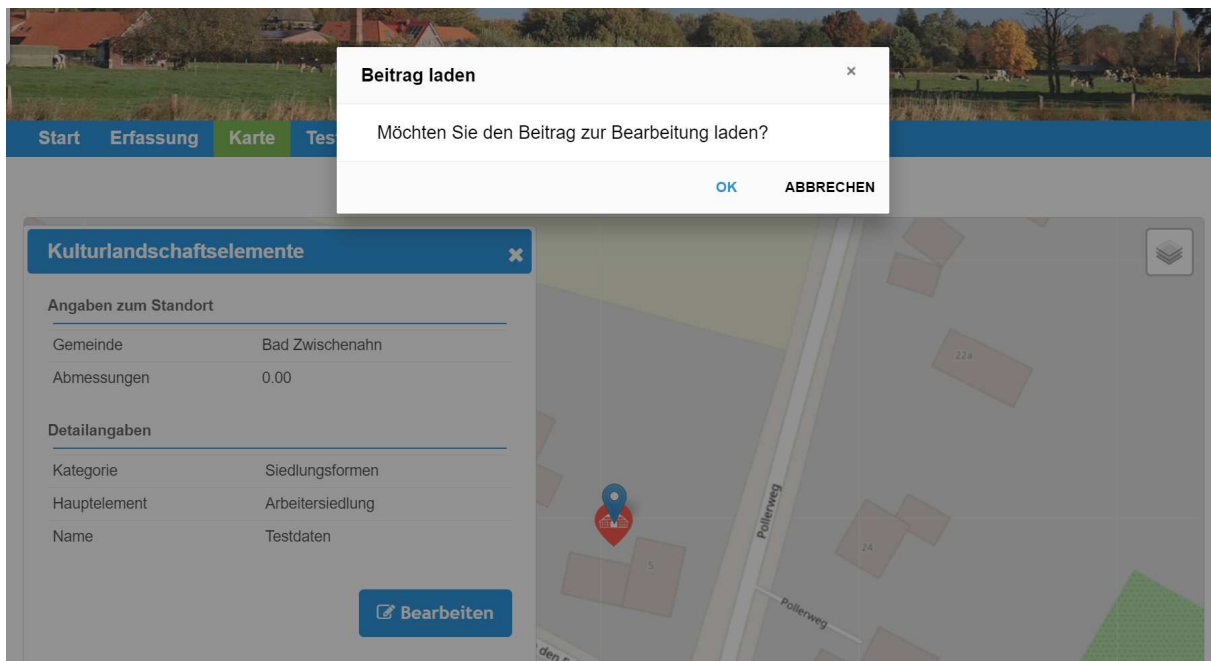 Beitrag laden ×
Möchten Sie den Beitrag zur Bearbeitung laden?
OK ABBRECHEN
Start Erfassung Karte
Kulturlandschaftselemente
Angaben zum Standort
Gemeinde Bad Zwischenahn
Abmessungen 0.00
Detailangaben
Kategorie Siedlungsformen
Hauptelement Arbeitersiedlung
Name Testdaten
Bearbeiten
22a
Pollerweg
24
5
Pollerweg
den